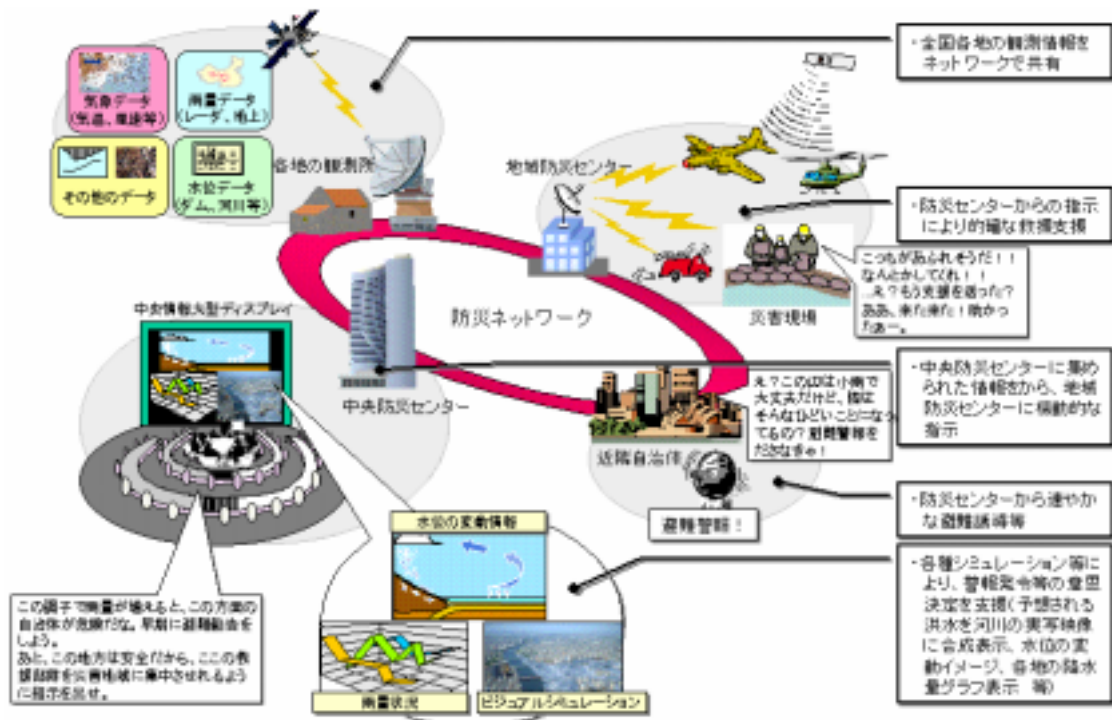 ・全国各地の観測情報を
ネットワークで共有
気象データ
(気温、風速等)
雨量データ
(レーダ、地上)
その他のデータ
水位データ
(ダム、河川等)
各地の観測所
地域防災センター
・防災センターからの指示
により的確な救援支援
こっちがあふれそうだ!!
なんとかしてくれ!!
…え?もう支援を送った?
ああ、来た来た!助かっ
たぁー。
災害現場
中央情報大型ディスプレイ
防災ネットワーク
中央防災センター
・中央防災センターに集め
られた情報をから、地域
防災センターに機動的な
指示
え?この辺は小雨で
大丈夫だけど、
そんなひどいことになっ
てるの?避難警報を
ださなきゃ!
近隣自治体
避難警報!
・防災センターから速やか
な避難誘導等
水位の変動情報
・各種シミュレーション等
により、警報発令等の意思
決定を支援(予想される
洪水を河川の実写映像
に合成表示、水位の変
動イメージ、各地の降水
量グラフ表示 等)
この調子で雨量が増えると、この方面の
自治体が危険だな。早期に避難勧告を
しよう。
あと、この地方は安全だから、ここの救
援部隊を災害地域に集中させれるように
指示を出せ。
雨量状況
ビジュアルシミュレーション